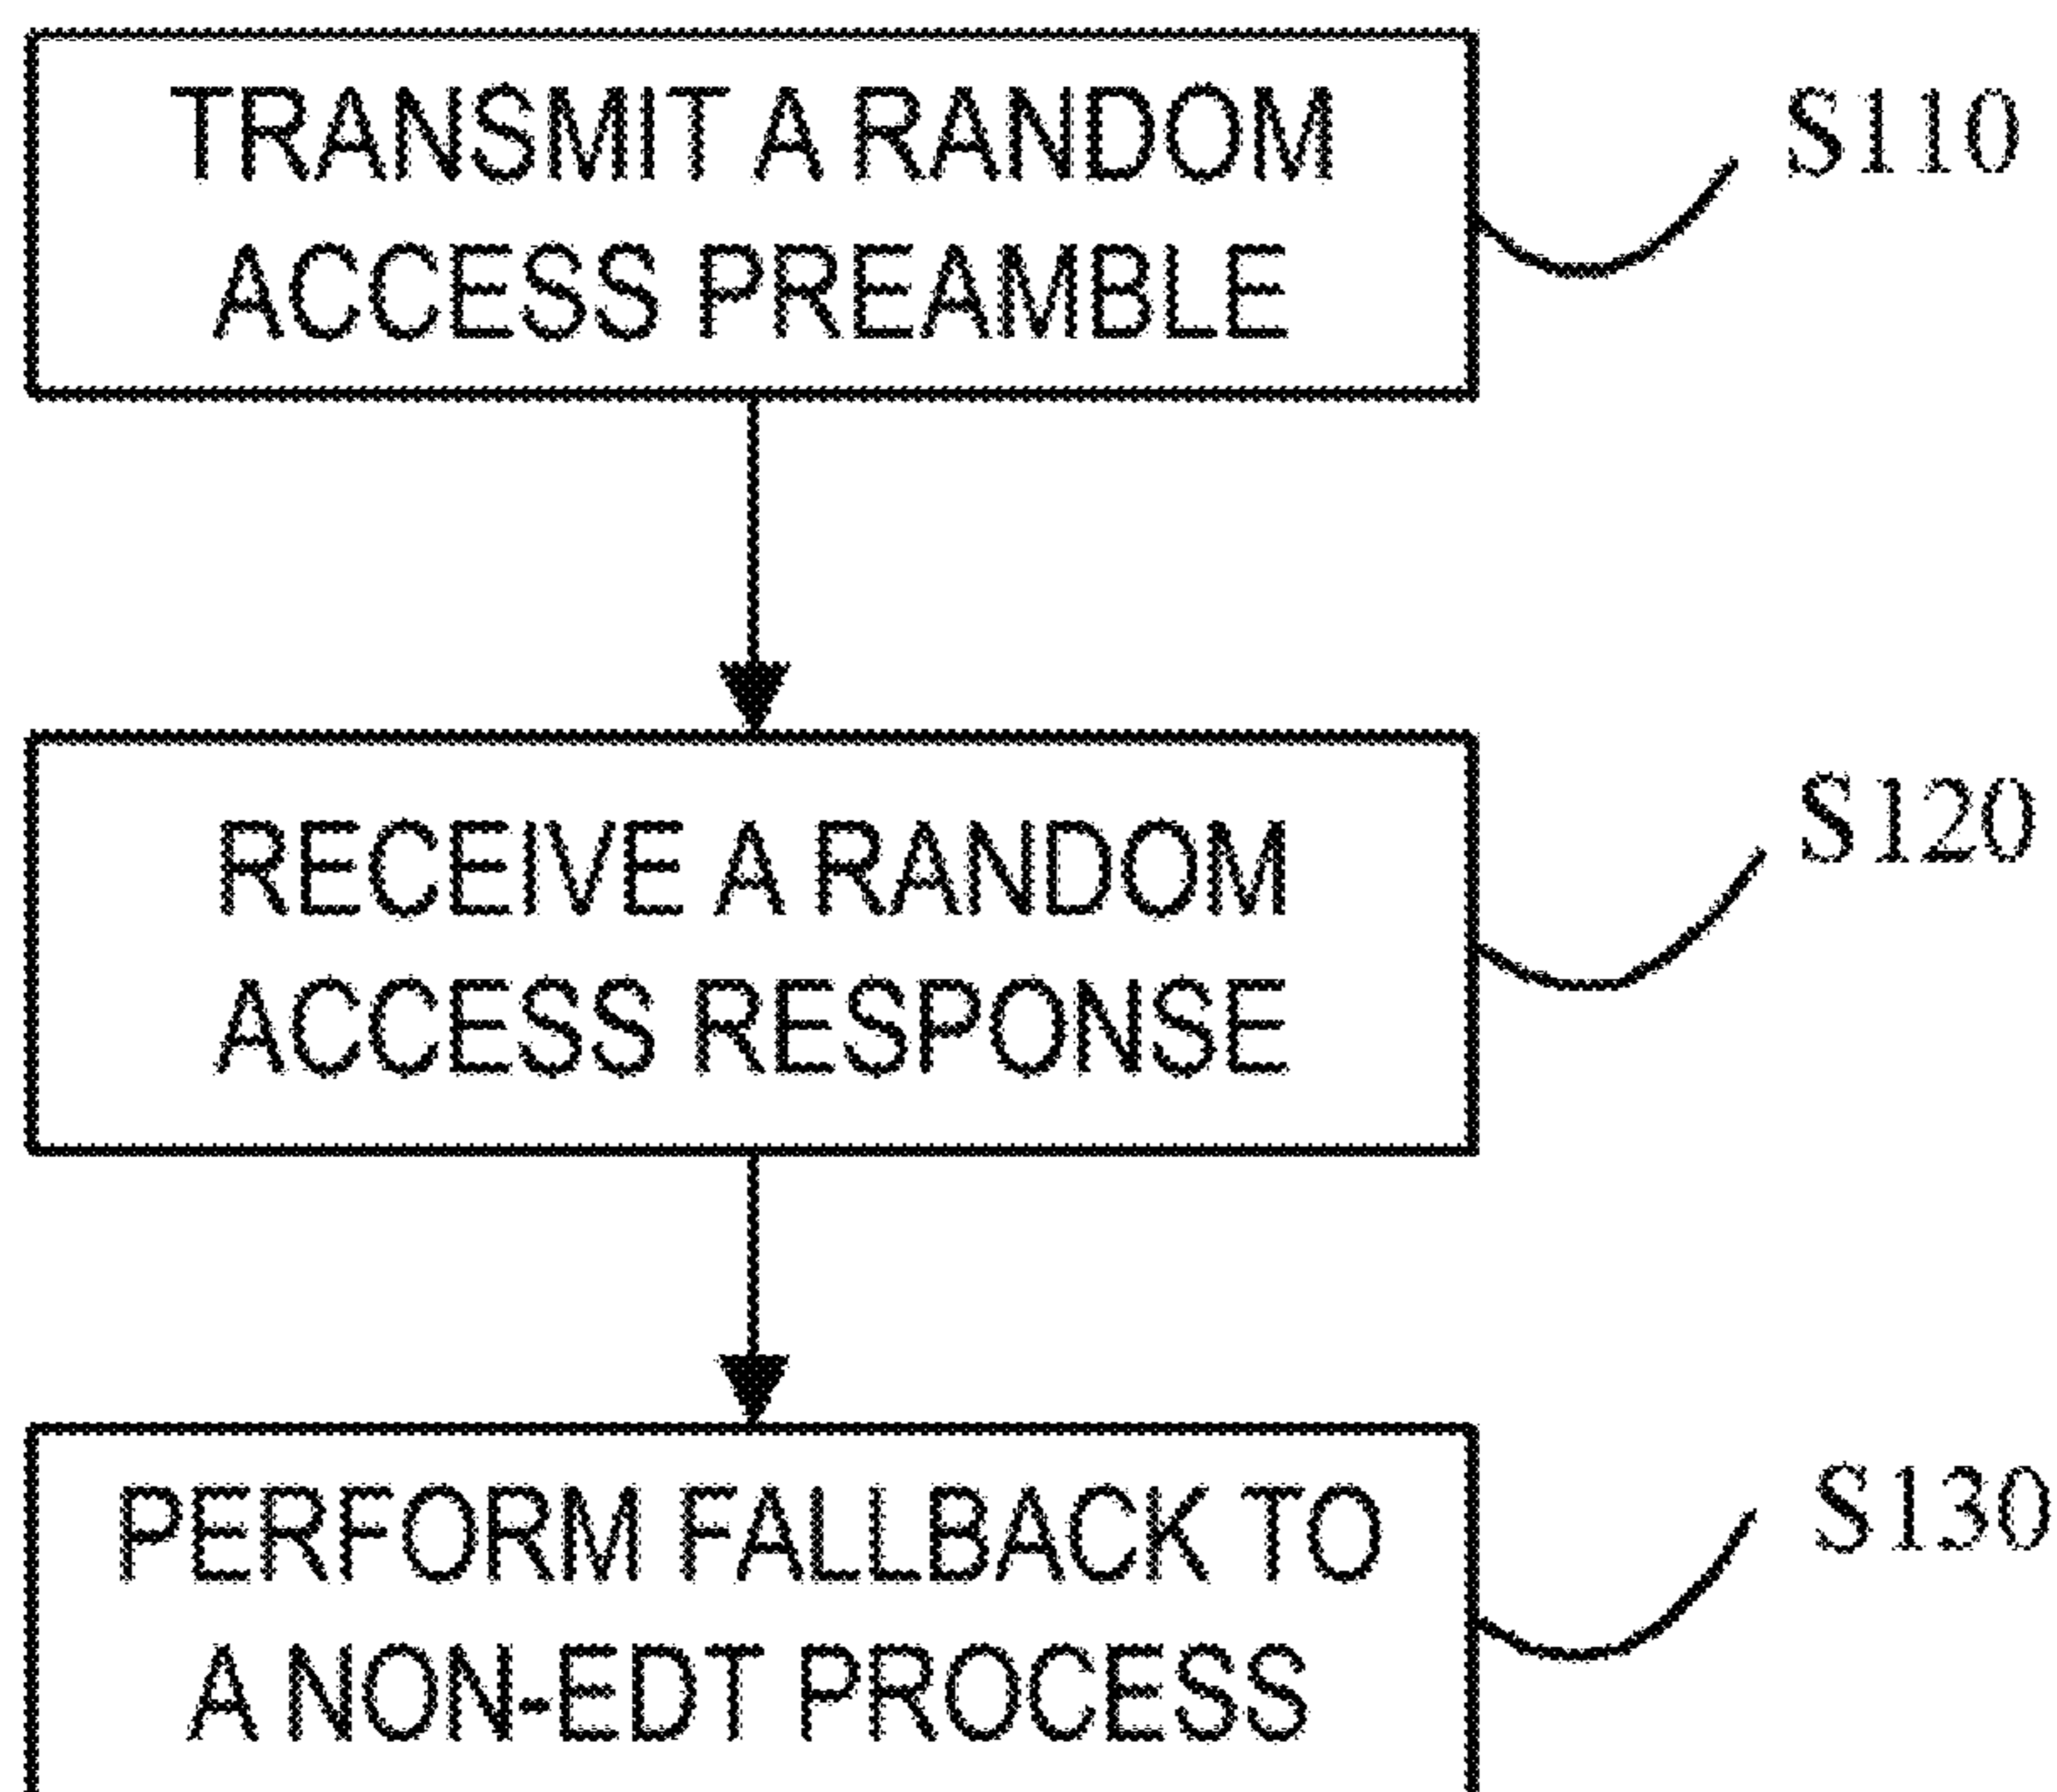 TRANSMIT A RANDOM
ACCESS PREAMBLE
S110
RECEIVE A RANDOM
ACCESS RESPONSE
S120
PERFORM FALLBACK TO
A NON-EDT PROCESS
S130